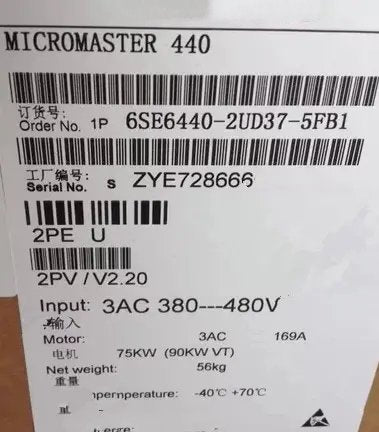 MICROMASTER 440
订货号:
Order No. 1P 6SE6440-2UD37-5FB1
工厂编号:
Serial No. S ZYE728666
2PE U
2PV / V2.20
Input: 3AC 380---480V
输入
Motor: 3AC 169A
电机 75KW (90KW VT)
Net weight: 56kg
重量
-40℃ +70℃